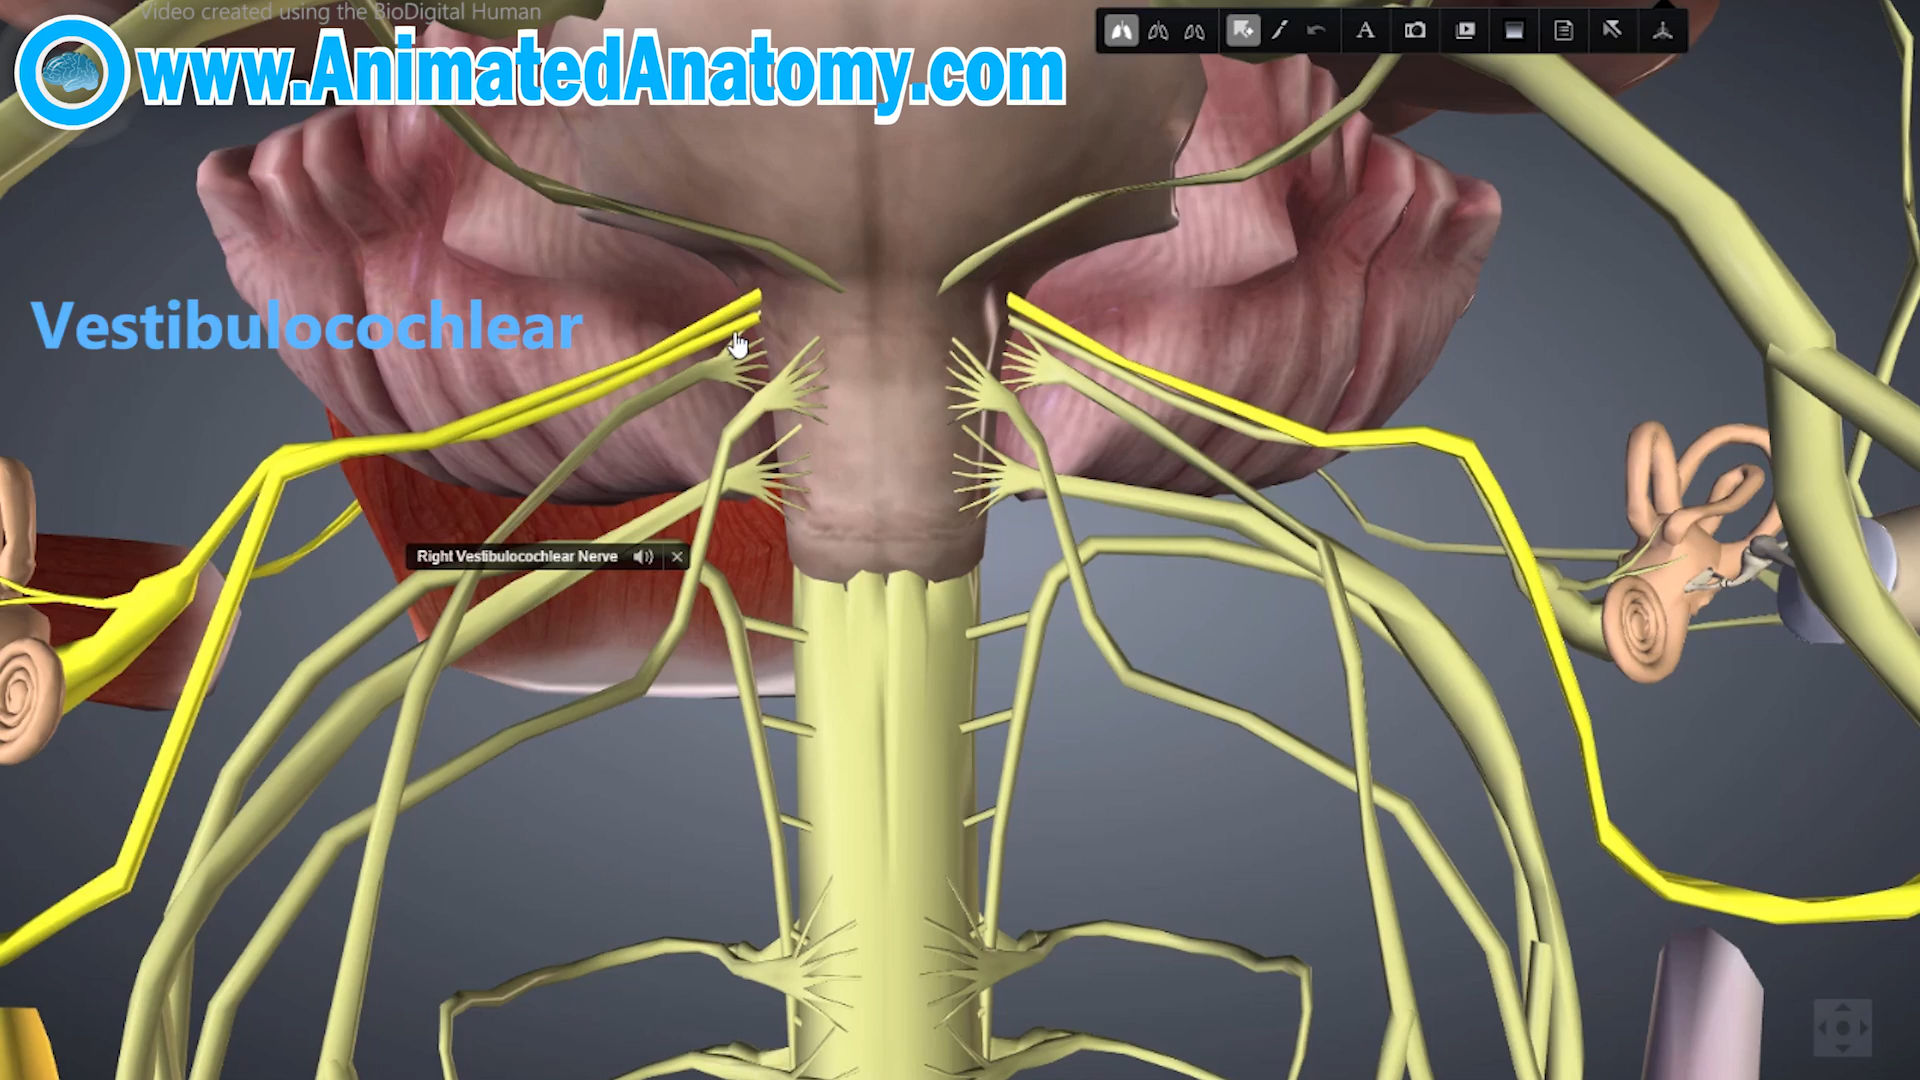 Video created using the BioDigital Human
www.AnimatedAnatomy.com
A
Vestibulocochlear
Right Vestibulocochlear Nerve